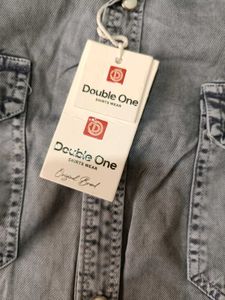 Double One
SHIRTS WEAR
Double One
SHIRTS WEAR
Original Brand